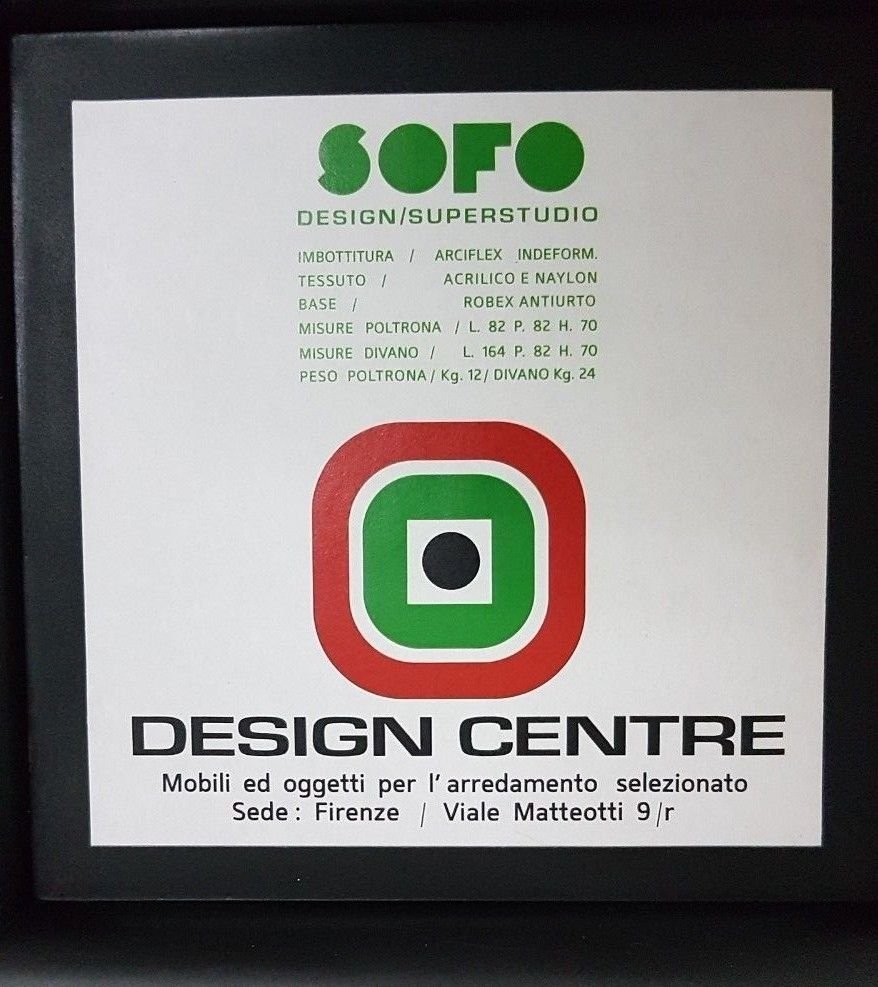 SOFO
DESIGN/SUPERSTUDIO
IMBOTTITURA / ARCIFLEX INDEFORM.
TESSUTO / ACRILICO E NAYLON
BASE / ROBEX ANTIURTO
MISURE POLTRONA / L. 82 P. 82 H. 70
MISURE DIVANO / L. 164 P. 82 H. 70
PESO POLTRONA / Kg. 12 / DIVANO Kg. 24
DESIGN CENTRE
Mobili ed oggetti per l'arredamento selezionato
Sede: Firenze / Viale Matteotti 9/r